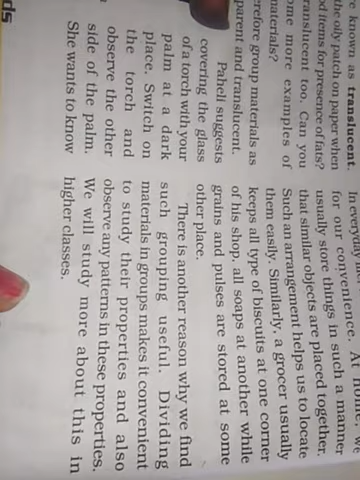 re known as translucent.
the oily patch on paper when
d items for presence of fats?
ranslucent too. Can you
ome more examples of
materials?
erefore group materials as
parent and translucent.
Paheli suggests
covering the glass
of a torch with your
palm at a dark
place. Switch on
the torch and
observe the other
side of the palm.
She wants to know
In everyday
for our convenience. At home, we
usually store things in such a manner
that similar objects are placed together.
Such an arrangement helps us to locate
them easily. Similarly, a grocer usually
keeps all type of biscuits at one corner
of his shop, all soaps at another while
grains and pulses are stored at some
other place.
There is another reason why we find
such grouping useful. Dividing
materials in groups makes it convenient
to study their properties and also
observe any patterns in these properties.
We will study more about this in
higher classes.
ds